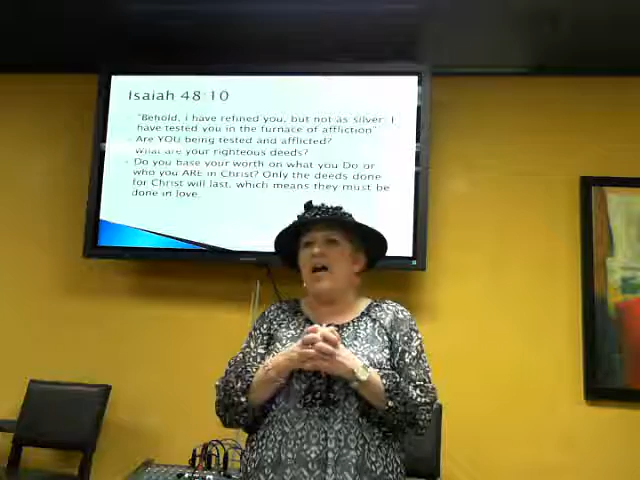 Isaiah 48:10
"Behold, i have refined you, but not as silver; I
have tested you in the furnace of affliction"
Are YOU being tested and afflicted?
What are your righteous deeds?
Do you base your worth on what you Do or
who you ARE in Christ? Only the deeds done
for Christ will last, which means they must be
done in love.